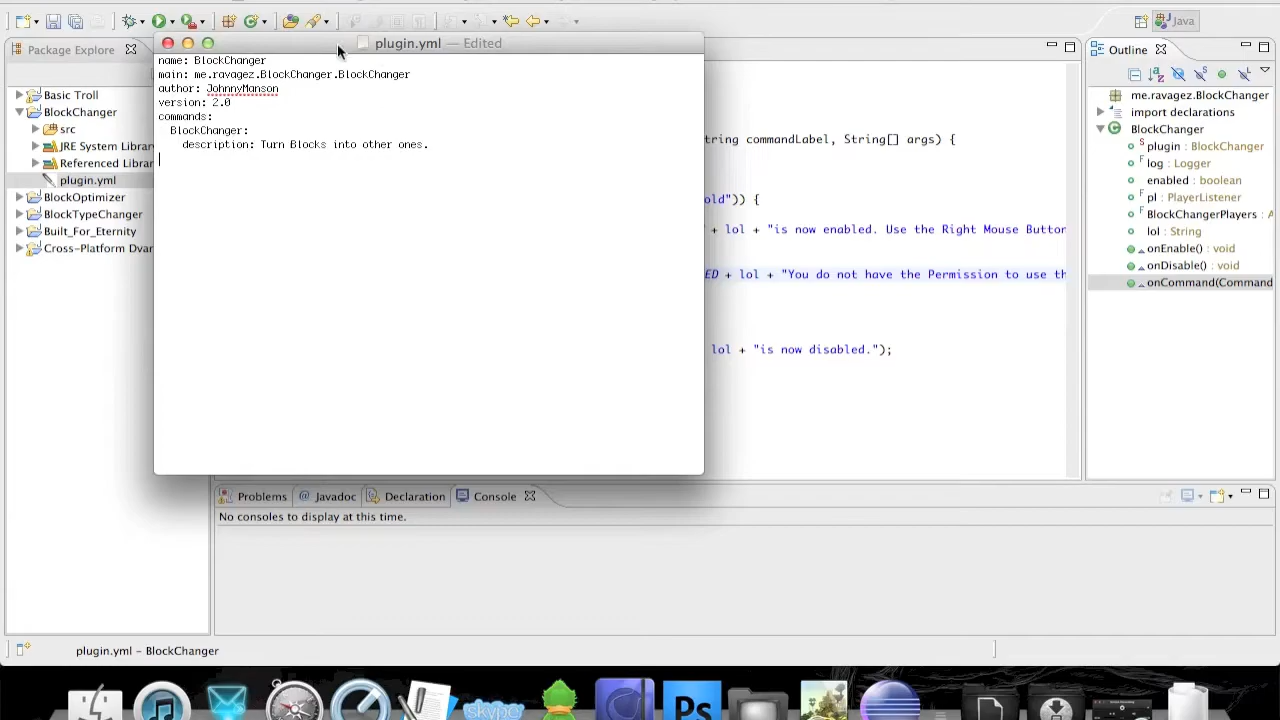 Java
Package Explore
plugin.yml — Edited
Outline
name: BlockChanger
main: me.ravagez.BlockChanger.BlockChanger
author: JohnnyManson
version: 2.0
commands:
BlockChanger:
description: Turn Blocks into other ones.
Basic Troll
BlockChanger
src
JRE System Librar
Referenced Librar
plugin.yml
BlockOptimizer
BlockTypeChanger
Built_For_Eternity
Cross-Platform Dvar
tring commandLabel, String[] args) {
old")) {
+ lol + "is now enabled. Use the Right Mouse Button
ED + lol + "You do not have the Permission to use th
lol + "is now disabled.");
me.ravagez.BlockChanger
import declarations
BlockChanger
plugin : BlockChanger
log : Logger
enabled : boolean
pl : PlayerListener
BlockChangerPlayers : A
lol : String
onEnable() : void
onDisable() : void
onCommand(Command
Problems
@ Javadoc
Declaration
Console
No consoles to display at this time.
plugin.yml - BlockChanger
skype
Ps